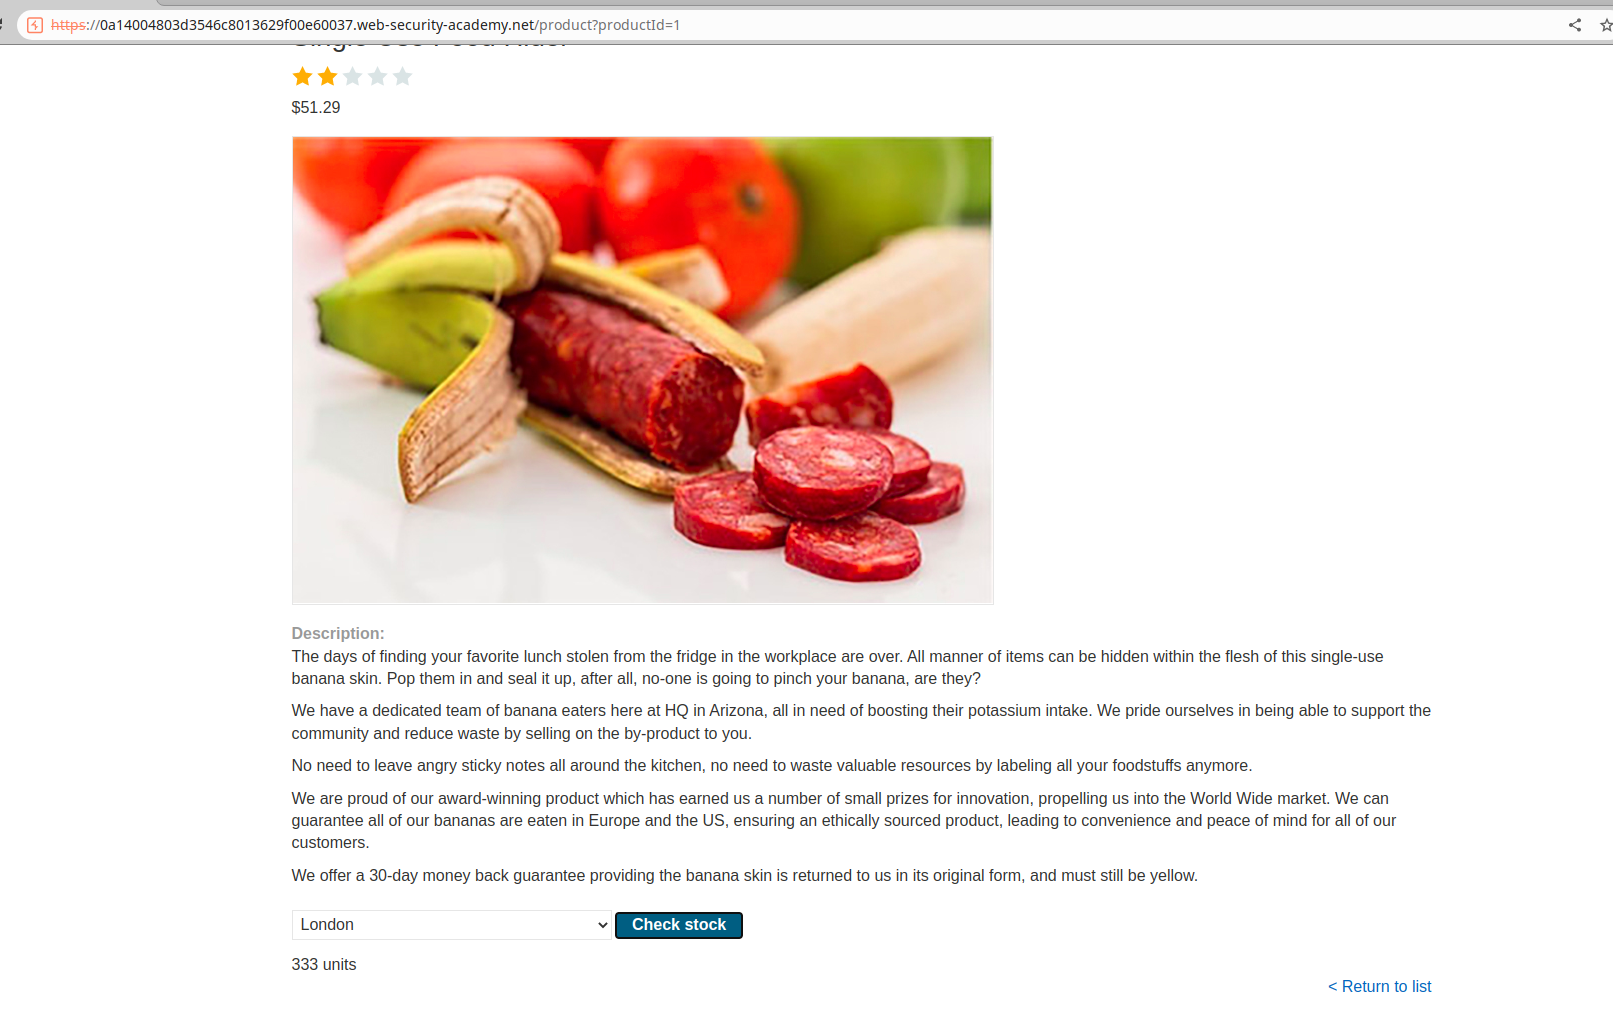 https://0a14004803d3546c8013629f00e60037.web-security-academy.net/product?productId=1
$51.29
Description:
The days of finding your favorite lunch stolen from the fridge in the workplace are over. All manner of items can be hidden within the flesh of this single-use
banana skin. Pop them in and seal it up, after all, no-one is going to pinch your banana, are they?
We have a dedicated team of banana eaters here at HQ in Arizona, all in need of boosting their potassium intake. We pride ourselves in being able to support the
community and reduce waste by selling on the by-product to you.
No need to leave angry sticky notes all around the kitchen, no need to waste valuable resources by labeling all your foodstuffs anymore.
We are proud of our award-winning product which has earned us a number of small prizes for innovation, propelling us into the World Wide market. We can
guarantee all of our bananas are eaten in Europe and the US, ensuring an ethically sourced product, leading to convenience and peace of mind for all of our
customers.
We offer a 30-day money back guarantee providing the banana skin is returned to us in its original form, and must still be yellow.
London
Check stock
333 units
< Return to list